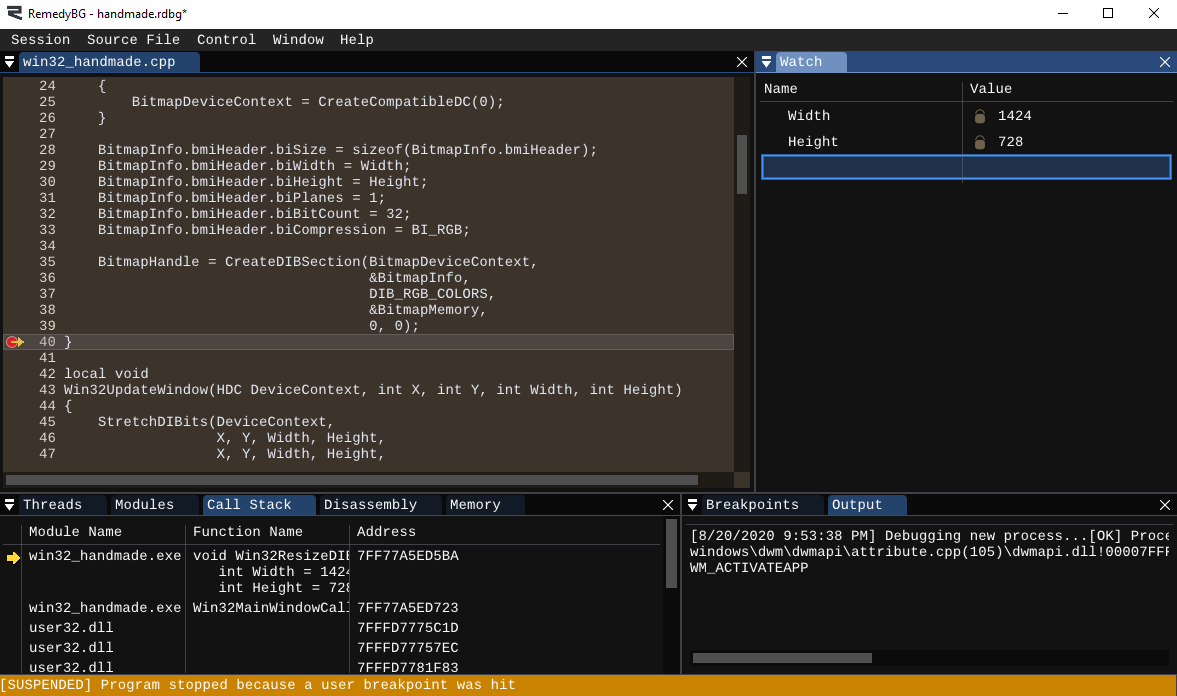 RemedyBG - handmade.rdbg*
Session Source File Control Window Help
win32_handmade.cpp
24 {
25 BitmapDeviceContext = CreateCompatibleDC(0);
26 }
27
28 BitmapInfo.bmiHeader.biSize = sizeof(BitmapInfo.bmiHeader);
29 BitmapInfo.bmiHeader.biWidth = Width;
30 BitmapInfo.bmiHeader.biHeight = Height;
31 BitmapInfo.bmiHeader.biPlanes = 1;
32 BitmapInfo.bmiHeader.biBitCount = 32;
33 BitmapInfo.bmiHeader.biCompression = BI_RGB;
34
35 BitmapHandle = CreateDIBSection(BitmapDeviceContext,
36 &BitmapInfo,
37 DIB_RGB_COLORS,
38 &BitmapMemory,
39 0, 0);
40 }
41
42 local void
43 Win32UpdateWindow(HDC DeviceContext, int X, int Y, int Width, int Height)
44 {
45 StretchDIBits(DeviceContext,
46 X, Y, Width, Height,
47 X, Y, Width, Height,
Watch
Name Value
Width 1424
Height 728
Threads Modules Call Stack Disassembly Memory
Module Name Function Name Address
win32_handmade.exe void Win32ResizeDIB 7FF77A5ED5BA
int Width = 1424
int Height = 728
win32_handmade.exe Win32MainWindowCall 7FF77A5ED723
user32.dll 7FFFD7775C1D
user32.dll 7FFFD77757EC
user32.dll 7FFFD7781F83
Breakpoints Output
[8/20/2020 9:53:38 PM] Debugging new process...[OK] Proce
windows\dwm\dwmapi\attribute.cpp(105)\dwmapi.dll!00007FFF
WM_ACTIVATEAPP
[SUSPENDED] Program stopped because a user breakpoint was hit